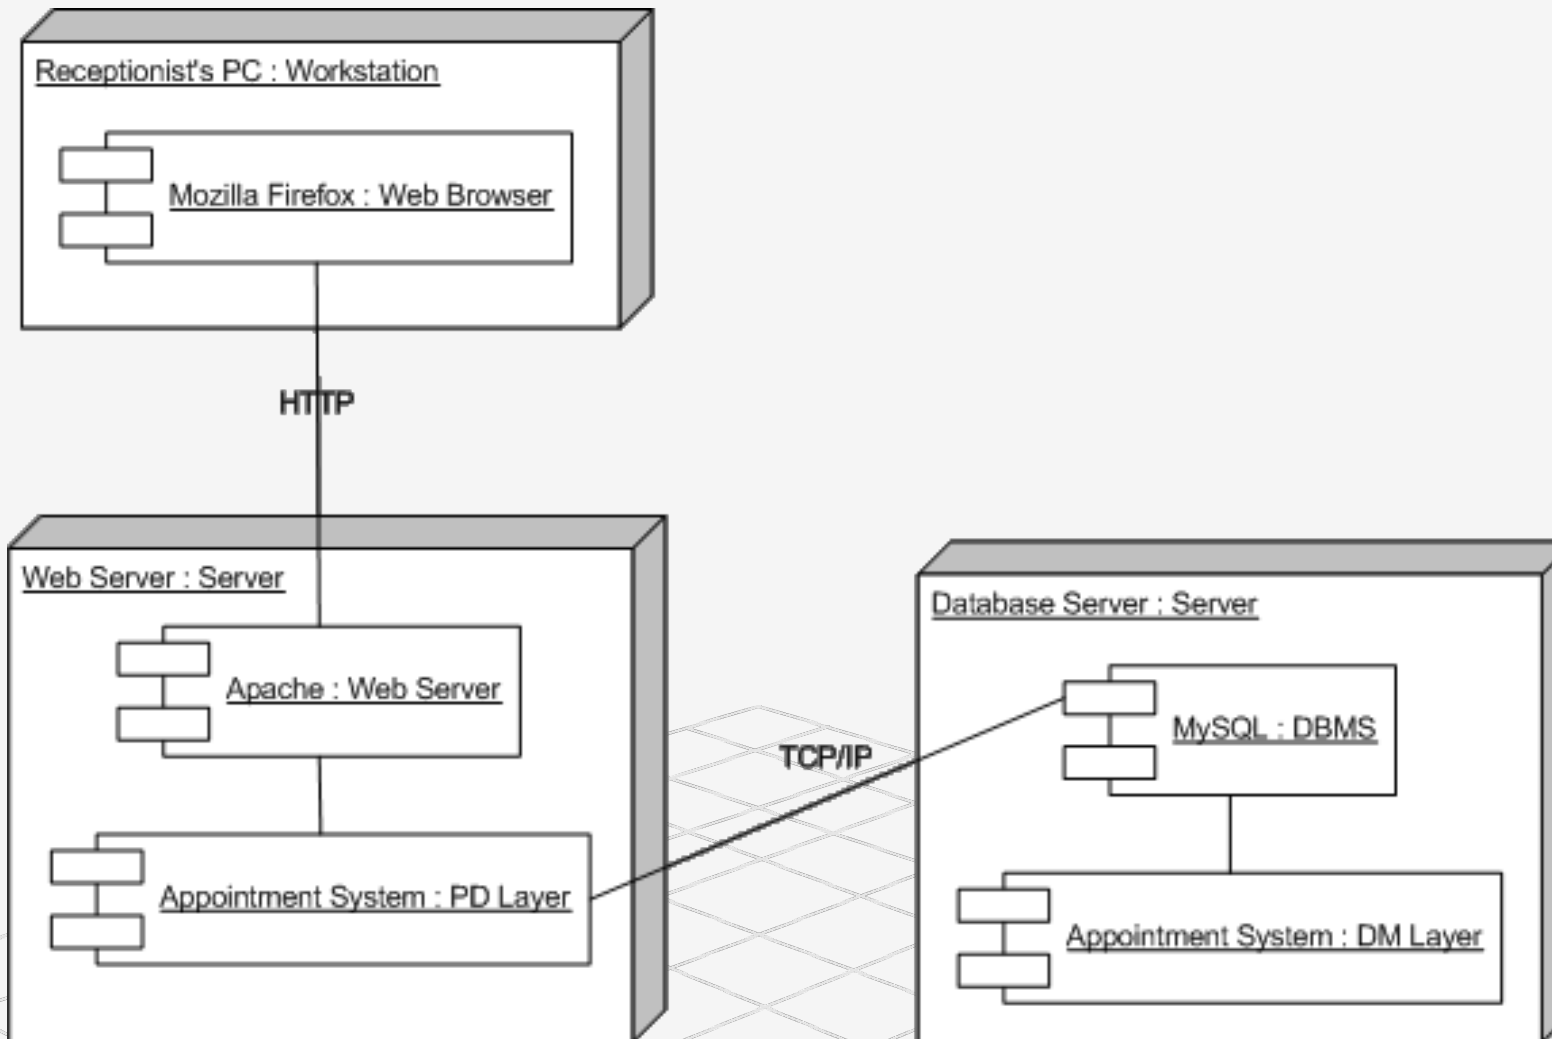 Receptionist's PC : Workstation
Mozilla Firefox : Web Browser
HTTP
Web Server : Server
Apache : Web Server
Appointment System : PD Layer
TCP/IP
Database Server : Server
MySQL : DBMS
Appointment System : DM Layer